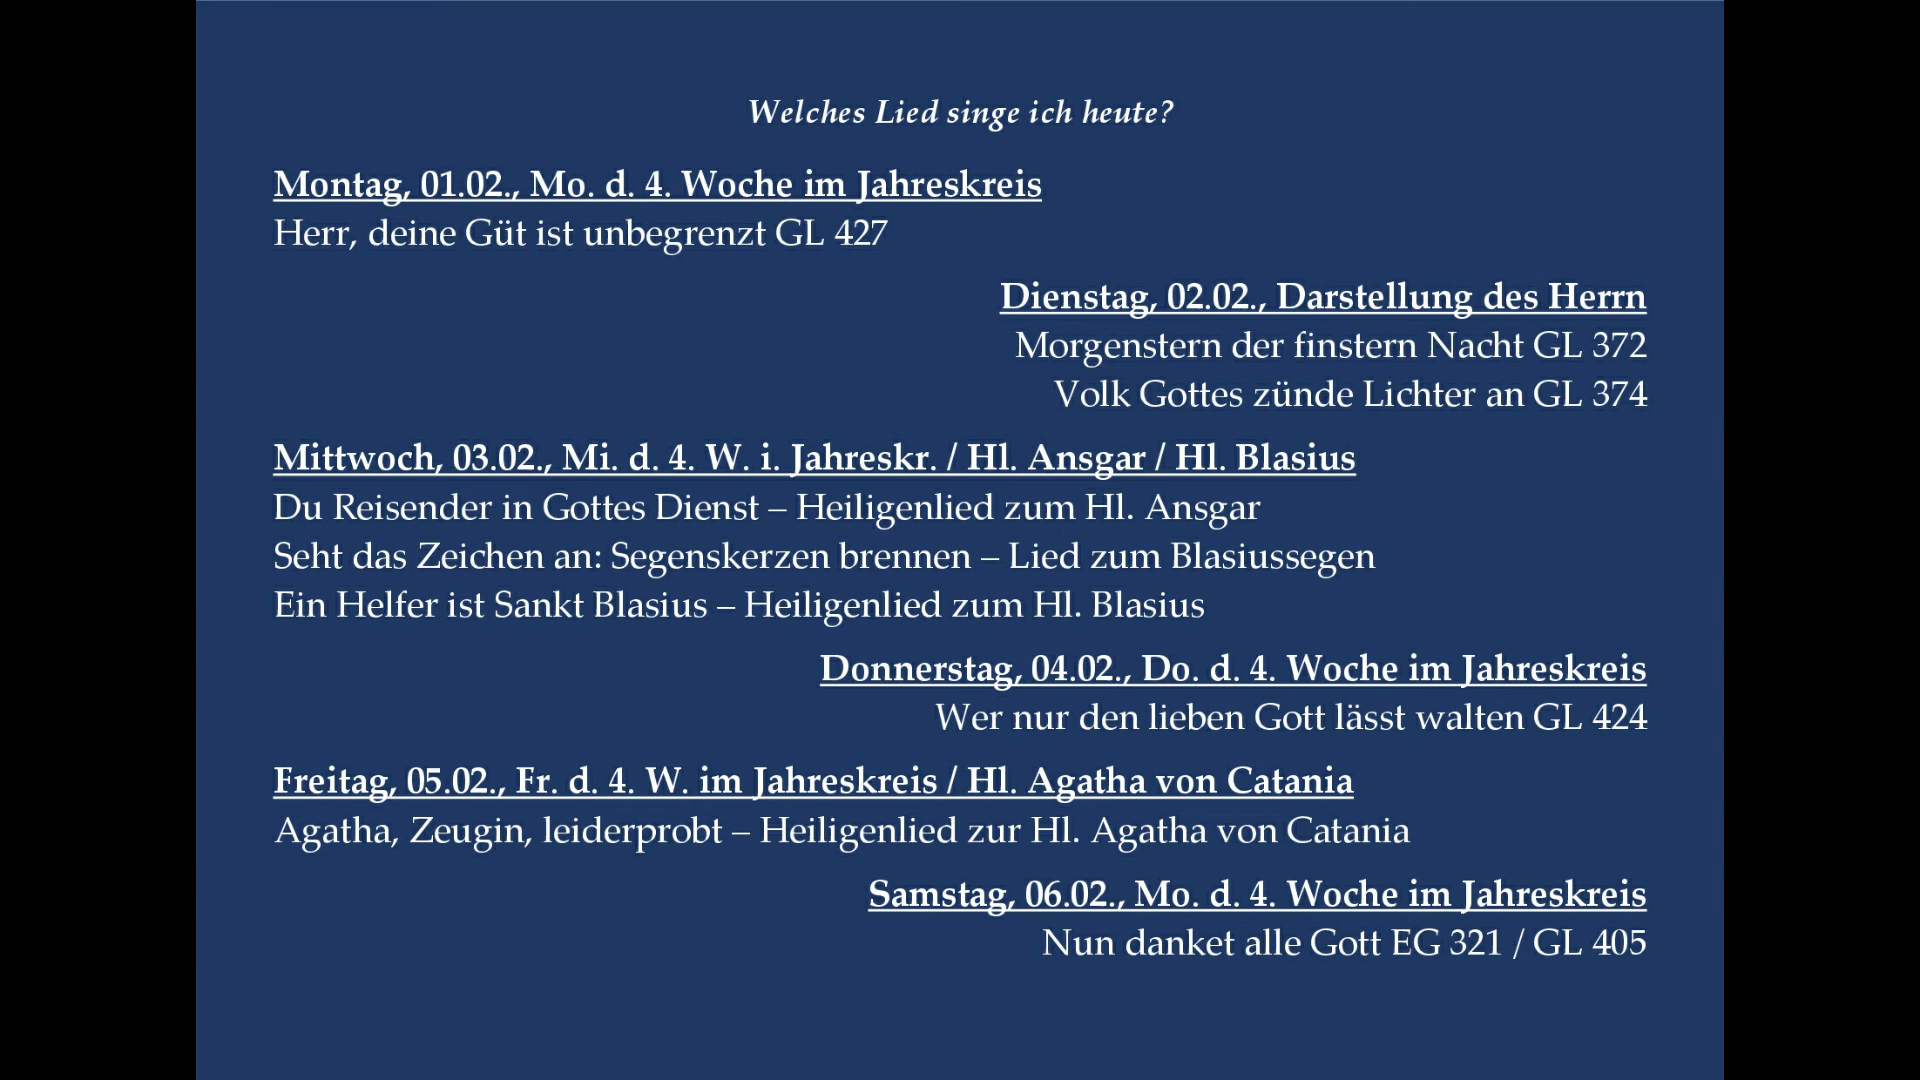 Welches Lied singe ich heute?
Montag, 01.02., Mo. d. 4. Woche im Jahreskreis
Herr, deine Güt ist unbegrenzt GL 427
Dienstag, 02.02., Darstellung des Herrn
Morgenstern der finstern Nacht GL 372
Volk Gottes zünde Lichter an GL 374
Mittwoch, 03.02., Mi. d. 4. W. i. Jahreskr. / Hl. Ansgar / Hl. Blasius
Du Reisender in Gottes Dienst – Heiligenlied zum Hl. Ansgar
Seht das Zeichen an: Segenskerzen brennen – Lied zum Blasiussegen
Ein Helfer ist Sankt Blasius – Heiligenlied zum Hl. Blasius
Donnerstag, 04.02., Do. d. 4. Woche im Jahreskreis
Wer nur den lieben Gott lässt walten GL 424
Freitag, 05.02., Fr. d. 4. W. im Jahreskreis / Hl. Agatha von Catania
Agatha, Zeugin, leiderprobt – Heiligenlied zur Hl. Agatha von Catania
Samstag, 06.02., Mo. d. 4. Woche im Jahreskreis
Nun danket alle Gott EG 321 / GL 405